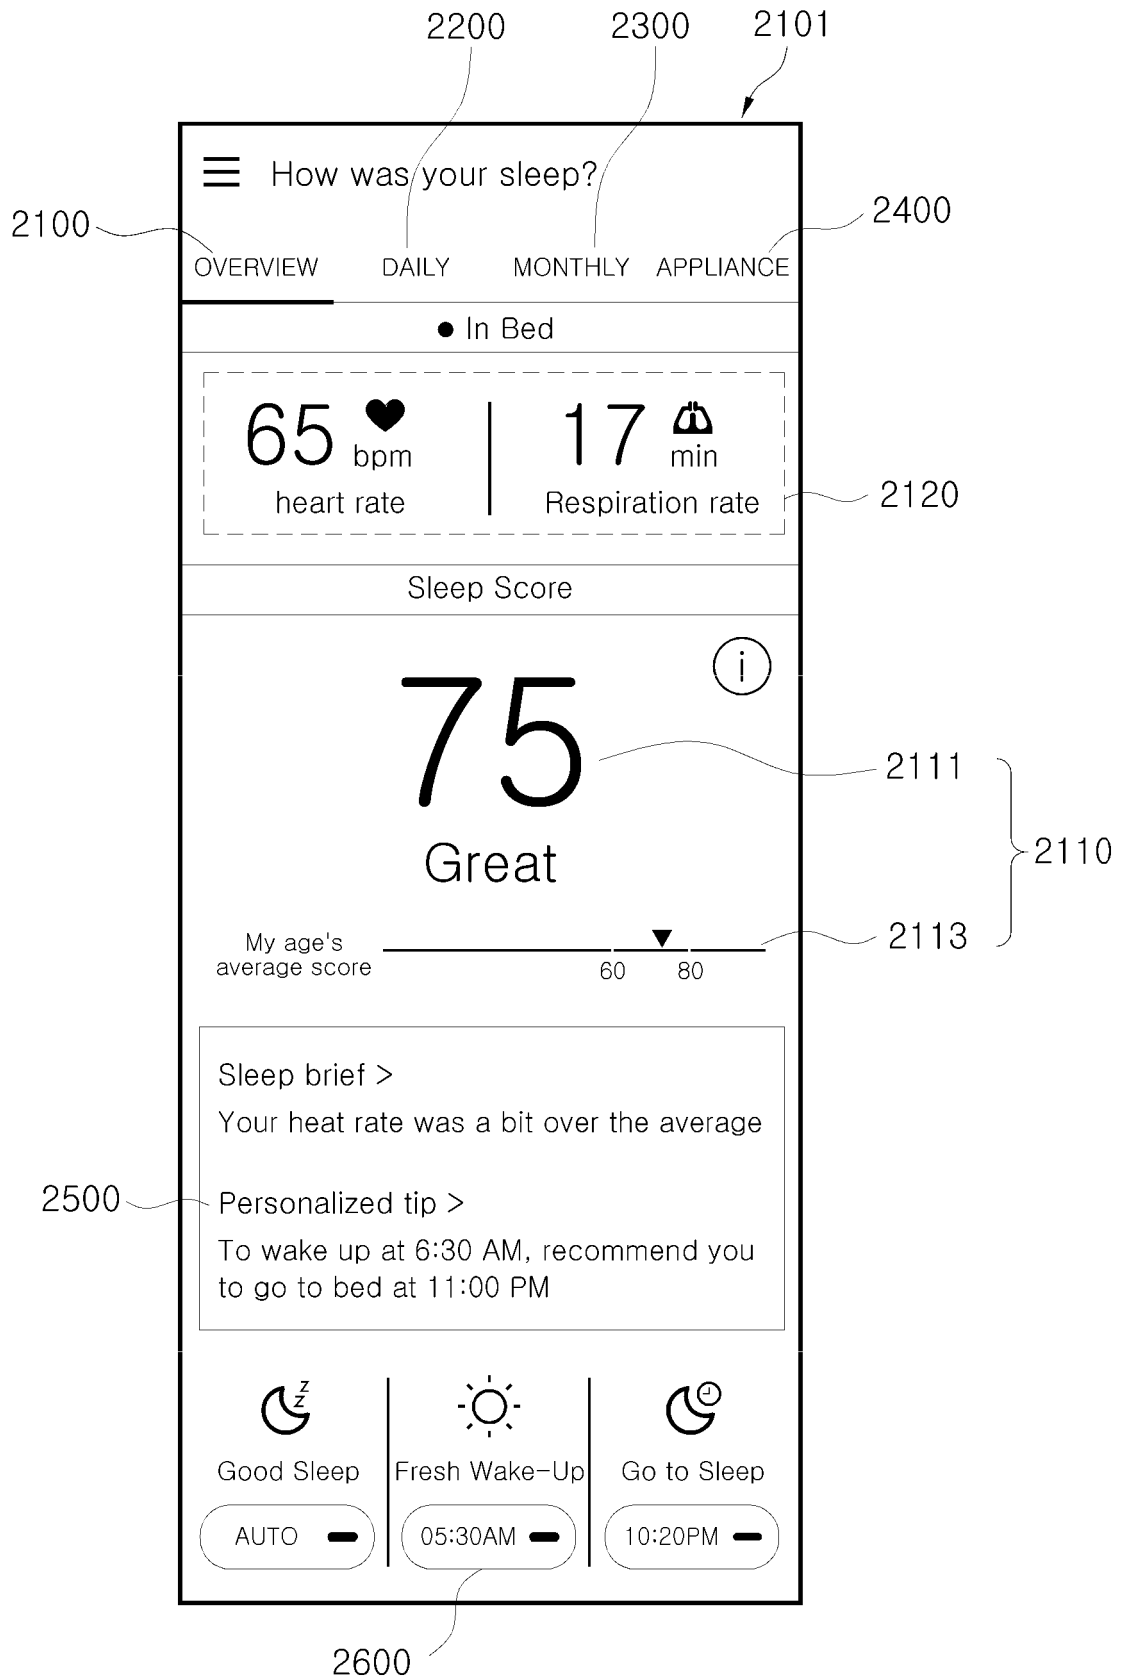 2200 2300 2101
How was your sleep?
2100 2400
OVERVIEW DAILY MONTHLY APPLIANCE
In Bed
65 bpm 17 min
heart rate Respiration rate
2120
Sleep Score
i
75
2111
2110
Great
My age's
average score
60 80
2113
Sleep brief >
Your heat rate was a bit over the average
2500
Personalized tip >
To wake up at 6:30 AM, recommend you
to go to bed at 11:00 PM
z
z
Good Sleep Fresh Wake-Up Go to Sleep
AUTO 05:30AM 10:20PM
2600